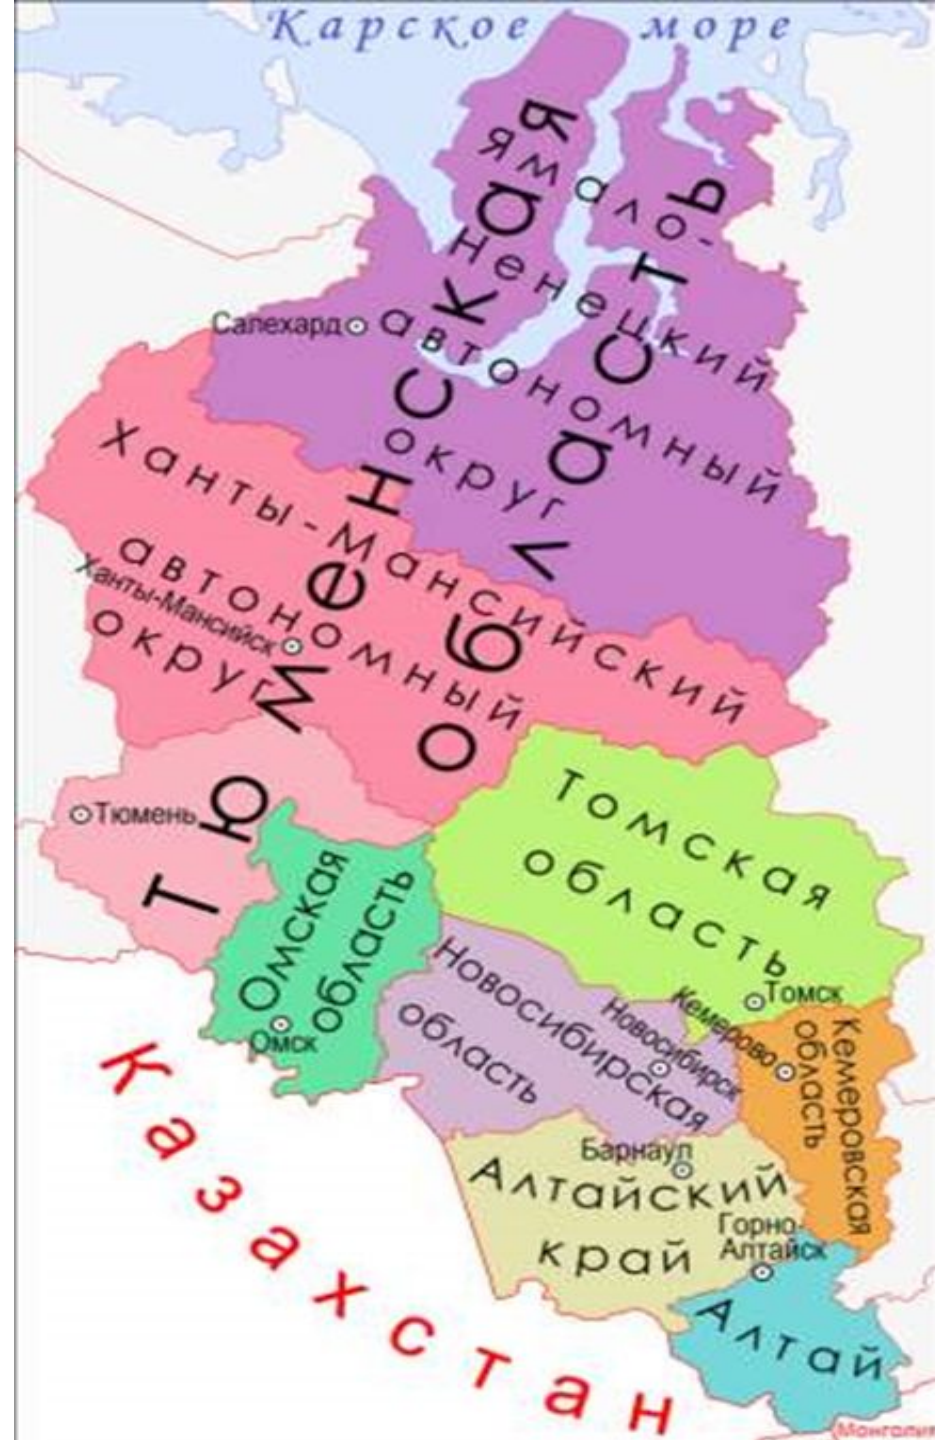 Карское море
Ямало-
Ненецкий
автономный
округ
Салехард
Тюменская область
Ханты-Мансийский
автономный
округ
Ханты-Мансийск
Тюмень
Томская
область
Томск
Омская
область
Омск
Новосибирская
область
Новосибирск
Кемерово
Кемеровская
область
Барнаул
Алтайский
край
Горно-
Алтайск
Алтай
Казахстан
Монголия